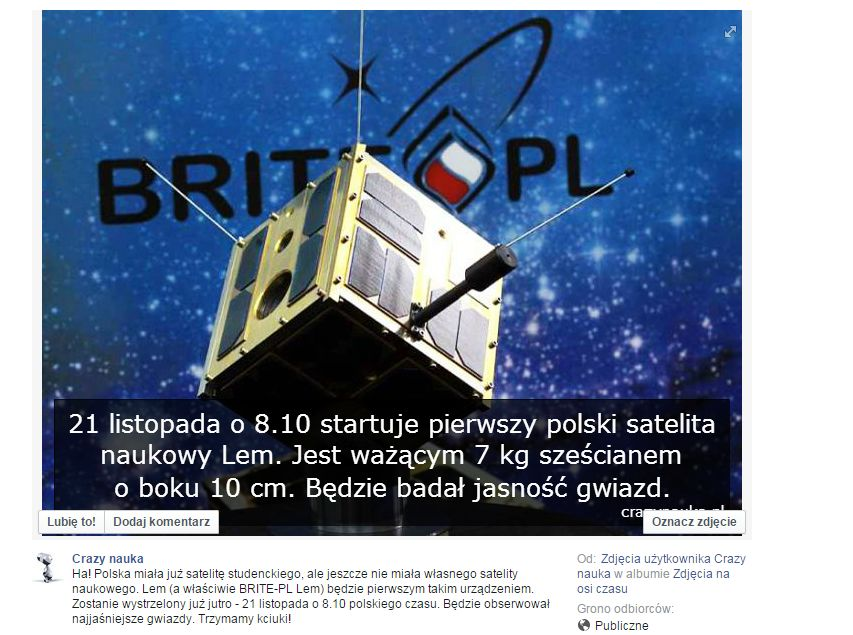 BRITE-PL
21 listopada o 8.10 startuje pierwszy polski satelita
naukowy Lem. Jest ważącym 7 kg sześcianem
o boku 10 cm. Będzie badał jasność gwiazd.
crazynauka.pl
Lubię to! Dodaj komentarz
Oznacz zdjęcie
Crazy nauka
Ha! Polska miała już satelitę studenckiego, ale jeszcze nie miała własnego satelity
naukowego. Lem (a właściwie BRITE-PL Lem) będzie pierwszym takim urządzeniem.
Zostanie wystrzelony już jutro - 21 listopada o 8.10 polskiego czasu. Będzie obserwował
najjaśniejsze gwiazdy. Trzymamy kciuki!
Od: Zdjęcia użytkownika Crazy
nauka w albumie Zdjęcia na
osi czasu
Grono odbiorców:
Publiczne